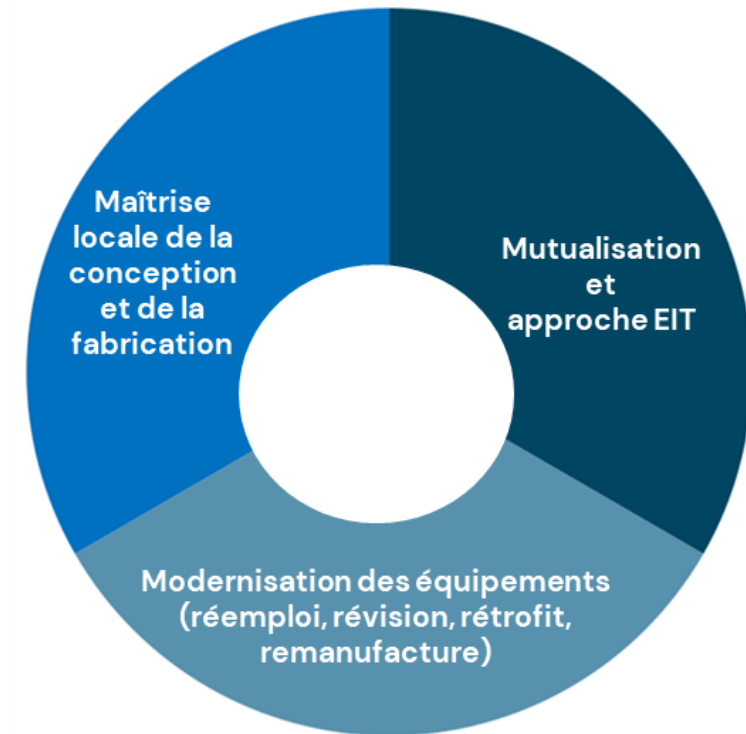 Maîtrise
locale de la
conception
et de la
fabrication
Mutualisation
et
approche EIT
Modernisation des équipements
(réemploi, révision, rétrofit,
remanufacture)